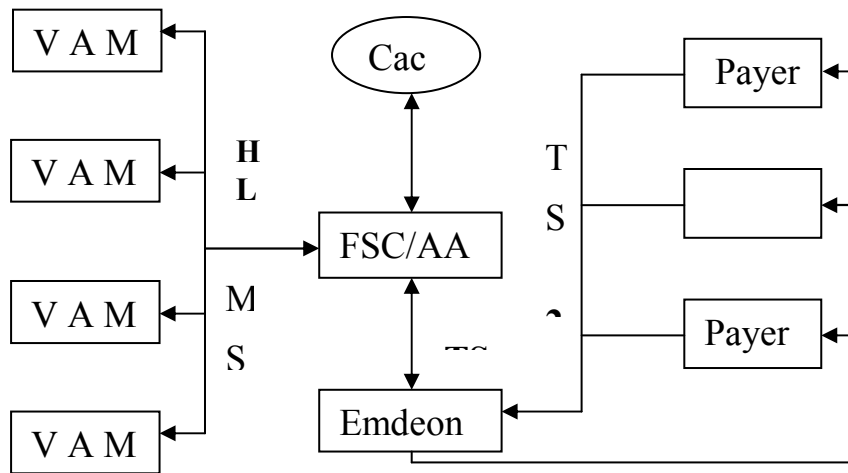 V A M
Cac
Payer
V A M
H
L
T
S
FSC/AA
V A M
M
S
Payer
V A M
Emdeon